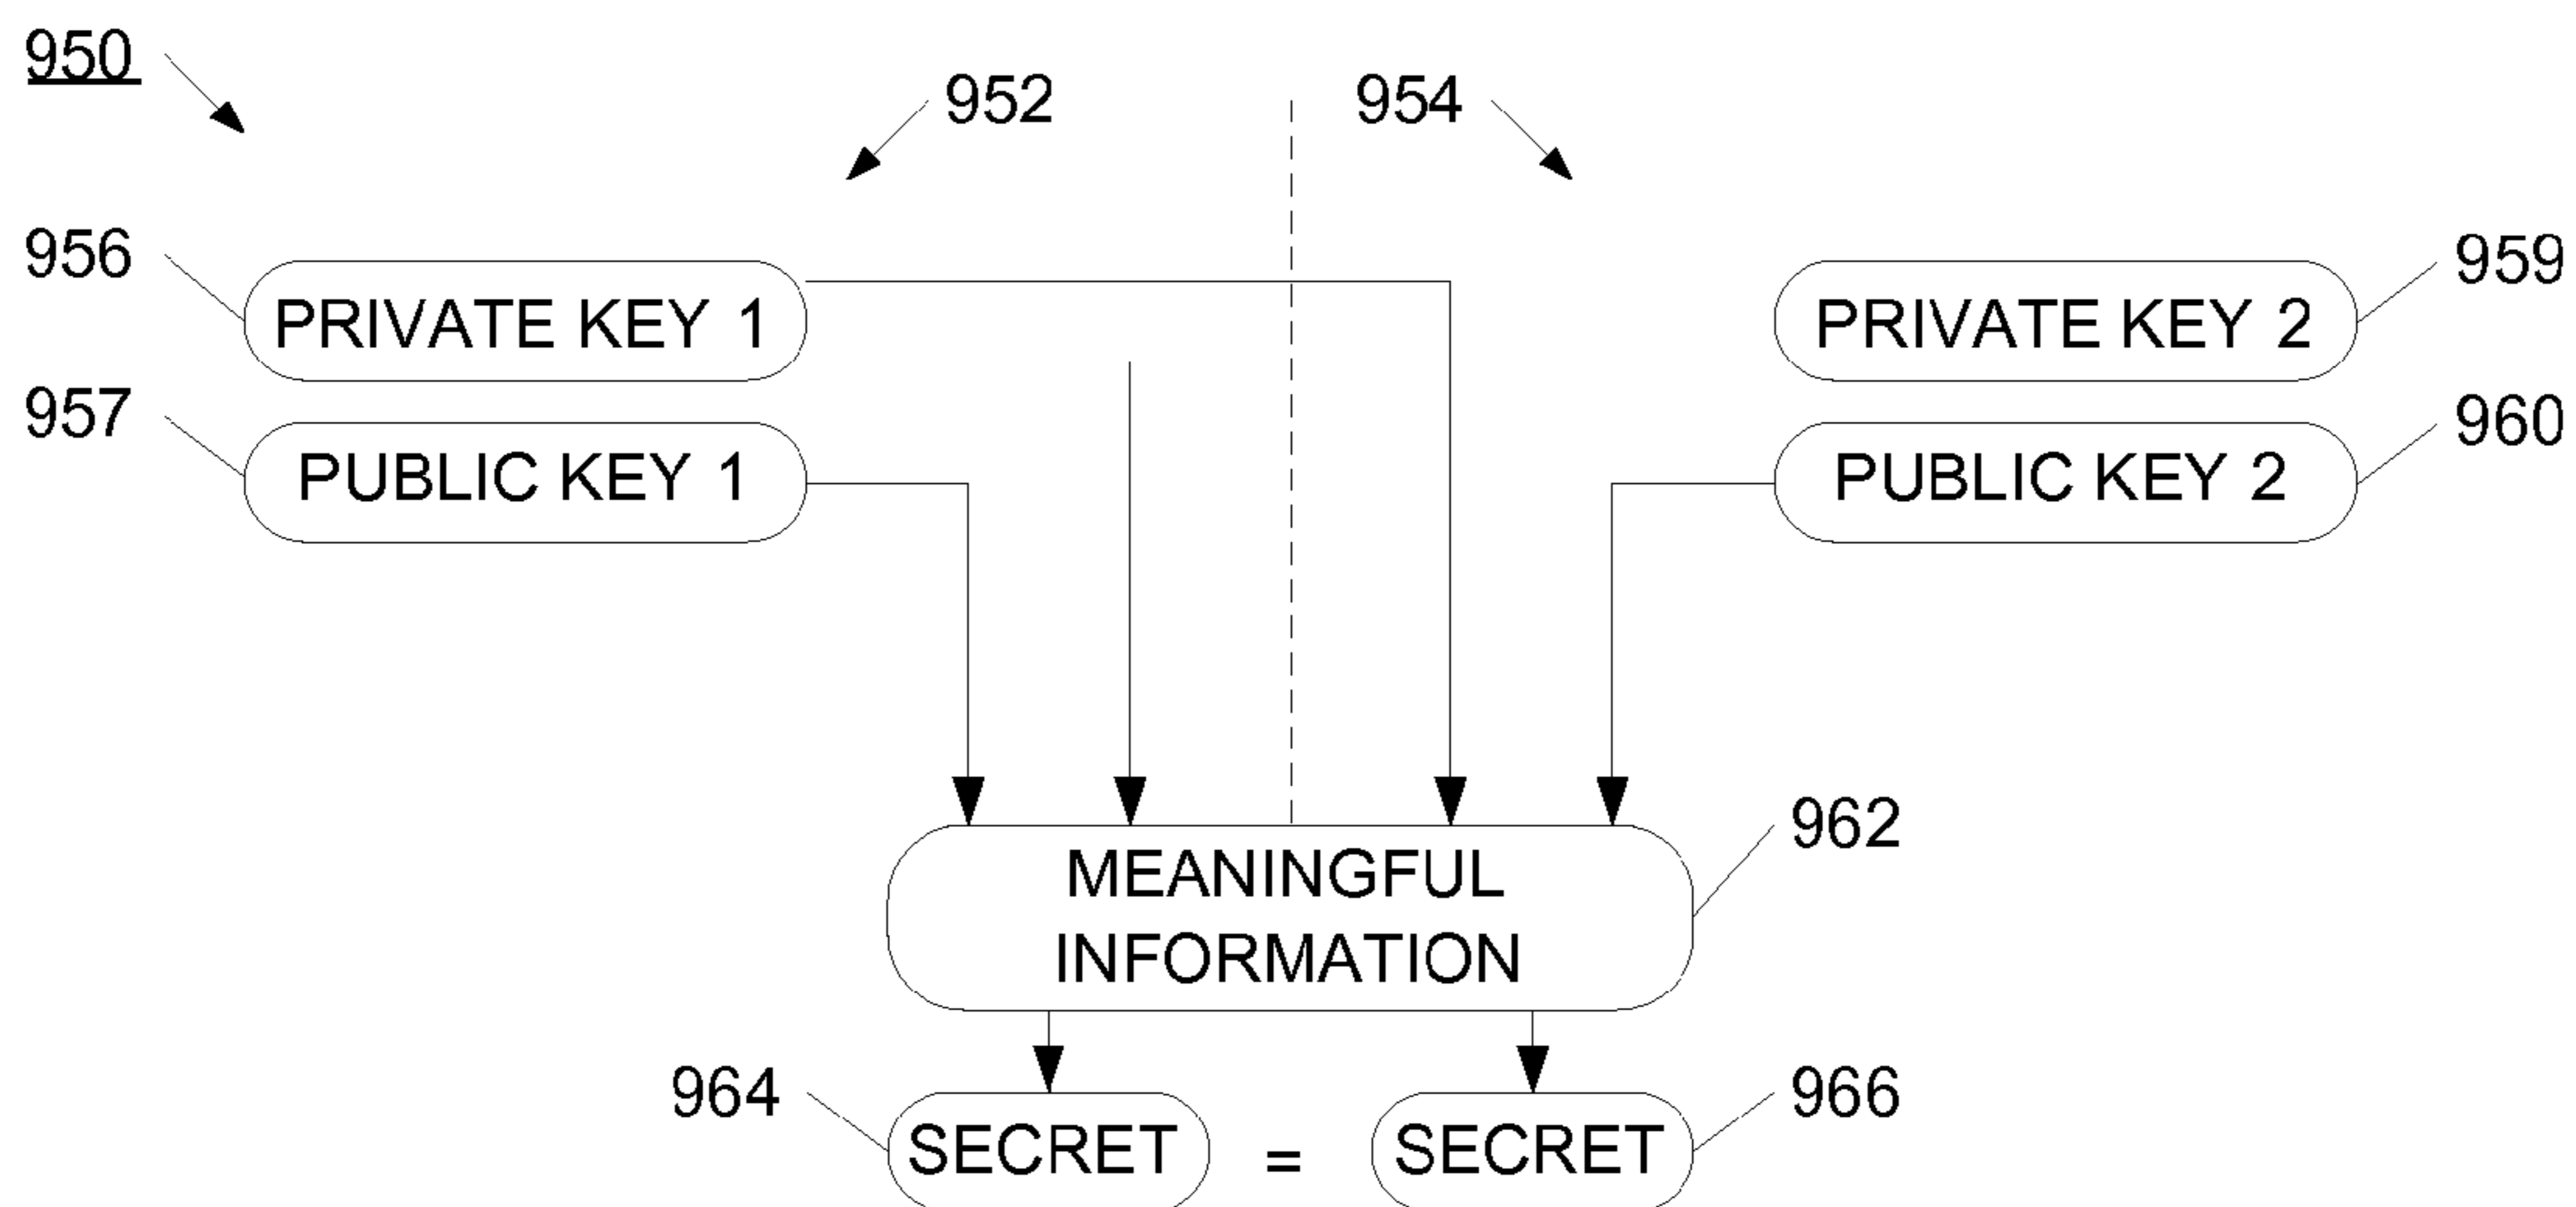 950
952
954
956
PRIVATE KEY 1
PRIVATE KEY 2
959
957
PUBLIC KEY 1
PUBLIC KEY 2
960
MEANINGFUL
INFORMATION
962
964
SECRET
=
SECRET
966